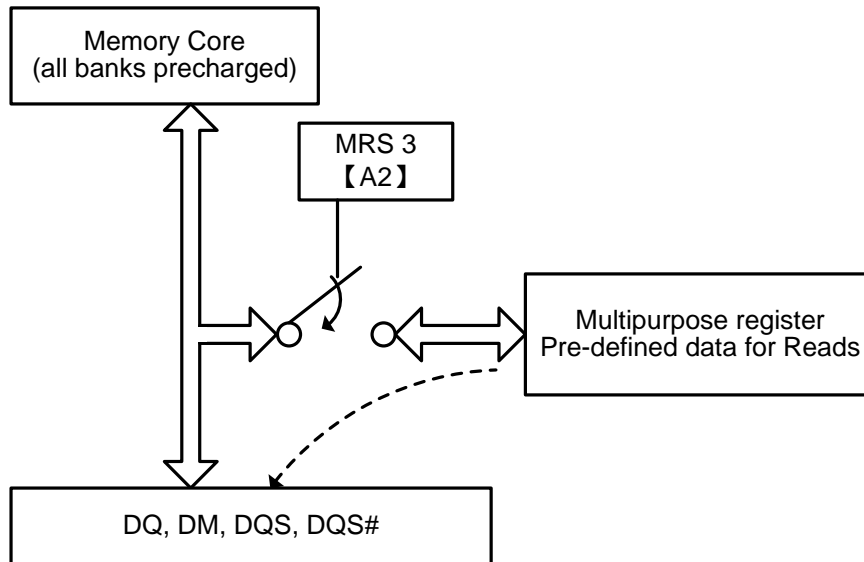 Memory Core
(all banks precharged)
MRS 3
【A2】
Multipurpose register
Pre-defined data for Reads
DQ, DM, DQS, DQS#